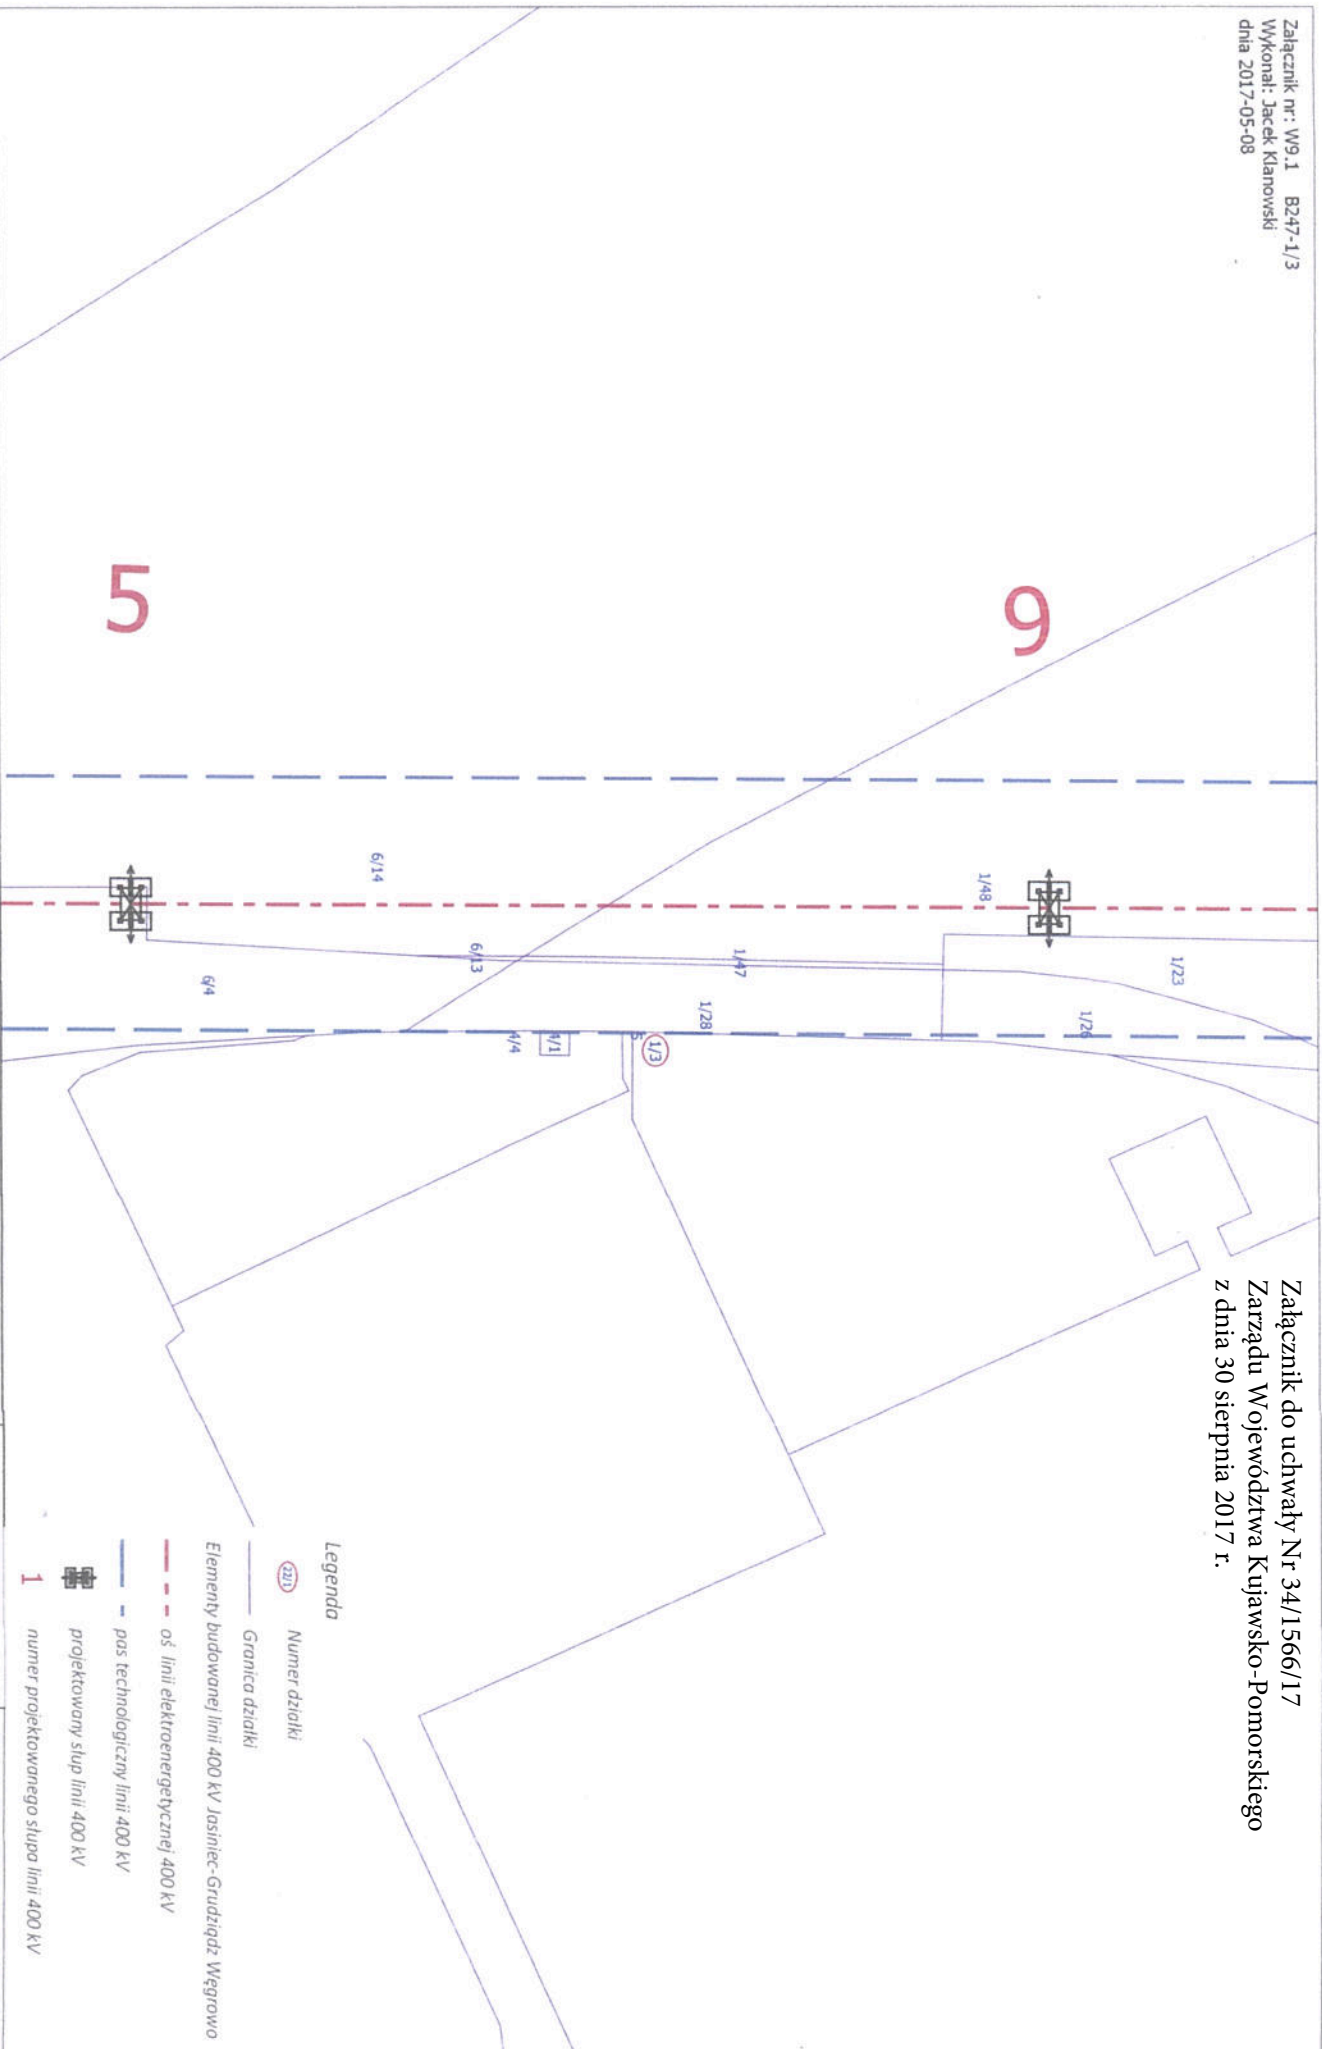 Załącznik nr: W9.1 B247-1/3
Wykonał: Jacek Klanowski
dnia 2017-05-08
Załącznik do uchwały Nr 34/1566/17
Zarządu Województwa Kujawsko-Pomorskiego
z dnia 30 sierpnia 2017 r.
9
5
1/48
6/14
1/23
1/47
6/13
6/4
1/26
1/28
1/3
5
4/1
4/4
Legenda
22/1 Numer działki
Granica działki
Elementy budowanej linii 400 kV Jasiniec-Grudziądz Węgrowo
oś linii elektroenergetycznej 400 kV
pas technologiczny linii 400 kV
projektowany słup linii 400 kV
1 numer projektowanego słupa linii 400 kV